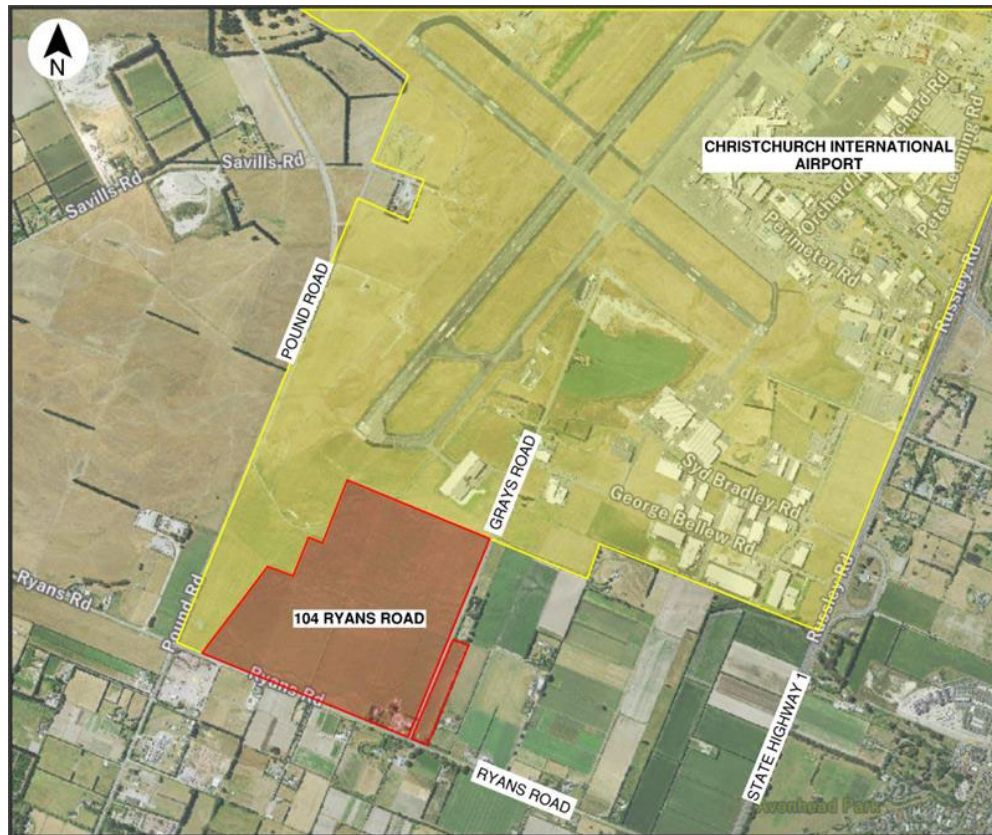 N
CHRISTCHURCH INTERNATIONAL
AIRPORT
Orchard Rd
Orchard Rd
Peter Leeming Rd
Perimeter Rd
Savills Rd
Savills Rd
Russley Rd
POUND ROAD
GRAYS ROAD
Syd Bradley Rd
George Bellew Rd
Ryans Rd
Pound Rd
104 RYANS ROAD
Russley Rd
Ryans Rd
STATE HIGHWAY 1
RYANS ROAD
Avonhead Park